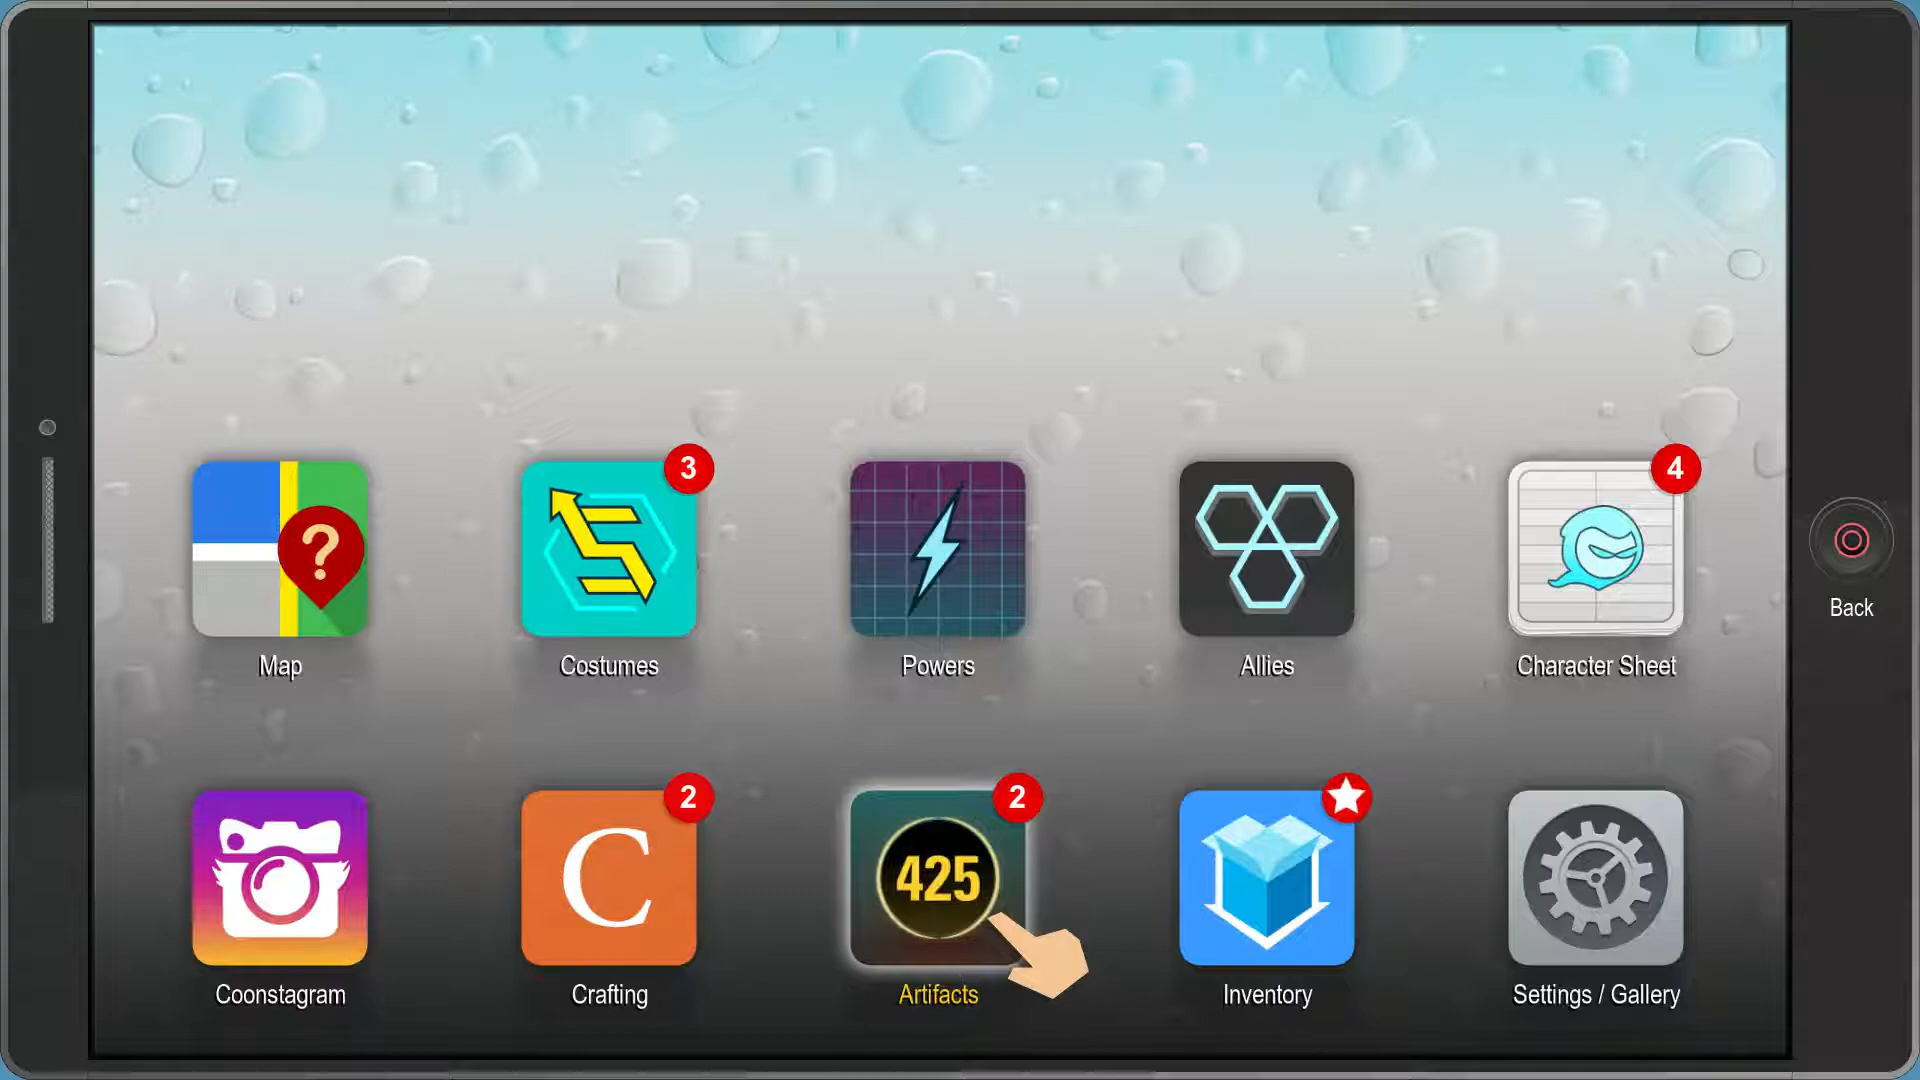 ?
3
4
Map
Costumes
Powers
Allies
Character Sheet
Back
2
2
C
425
Coonstagram
Crafting
Artifacts
Inventory
Settings / Gallery